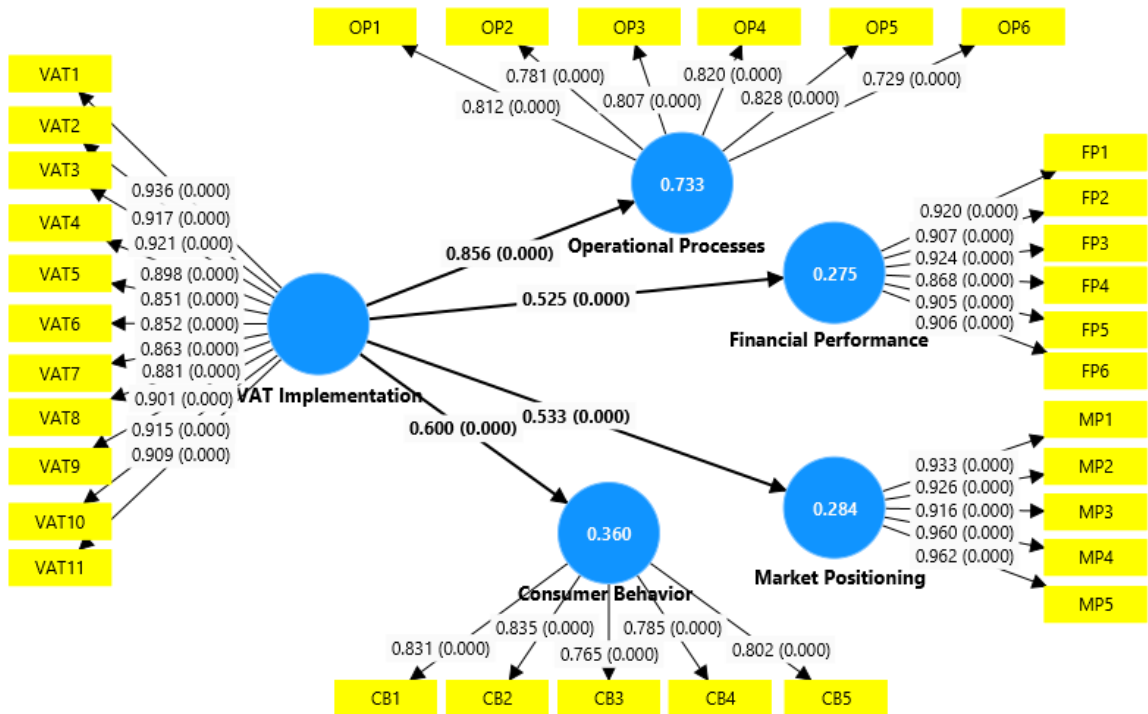 OP1
OP2
OP3
OP4
OP5
OP6
0.812 (0.000)
0.781 (0.000)
0.807 (0.000)
0.820 (0.000)
0.828 (0.000)
0.729 (0.000)
0.733
Operational Processes
VAT1
VAT2
VAT3
VAT4
VAT5
VAT6
VAT7
VAT8
VAT9
VAT10
VAT11
0.936 (0.000)
0.917 (0.000)
0.921 (0.000)
0.898 (0.000)
0.851 (0.000)
0.852 (0.000)
0.863 (0.000)
0.881 (0.000)
0.901 (0.000)
0.915 (0.000)
0.909 (0.000)
VAT Implementation
0.856 (0.000)
0.525 (0.000)
0.533 (0.000)
0.600 (0.000)
0.275
Financial Performance
0.920 (0.000)
0.907 (0.000)
0.924 (0.000)
0.868 (0.000)
0.905 (0.000)
0.906 (0.000)
FP1
FP2
FP3
FP4
FP5
FP6
0.284
Market Positioning
0.933 (0.000)
0.926 (0.000)
0.916 (0.000)
0.960 (0.000)
0.962 (0.000)
MP1
MP2
MP3
MP4
MP5
0.360
Consumer Behavior
0.831 (0.000)
0.835 (0.000)
0.765 (0.000)
0.785 (0.000)
0.802 (0.000)
CB1
CB2
CB3
CB4
CB5